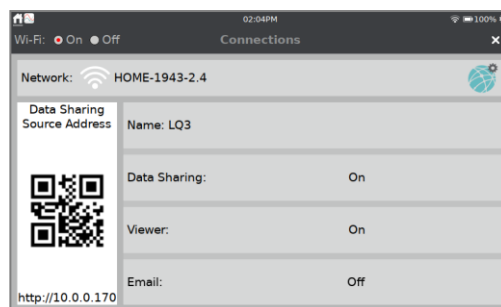 02:04PM
100%
Wi-Fi: On Off
Connections
x
Network: HOME-1943-2.4
Data Sharing
Source Address
Name: LQ3
Data Sharing: On
Viewer: On
Email: Off
http://10.0.0.170